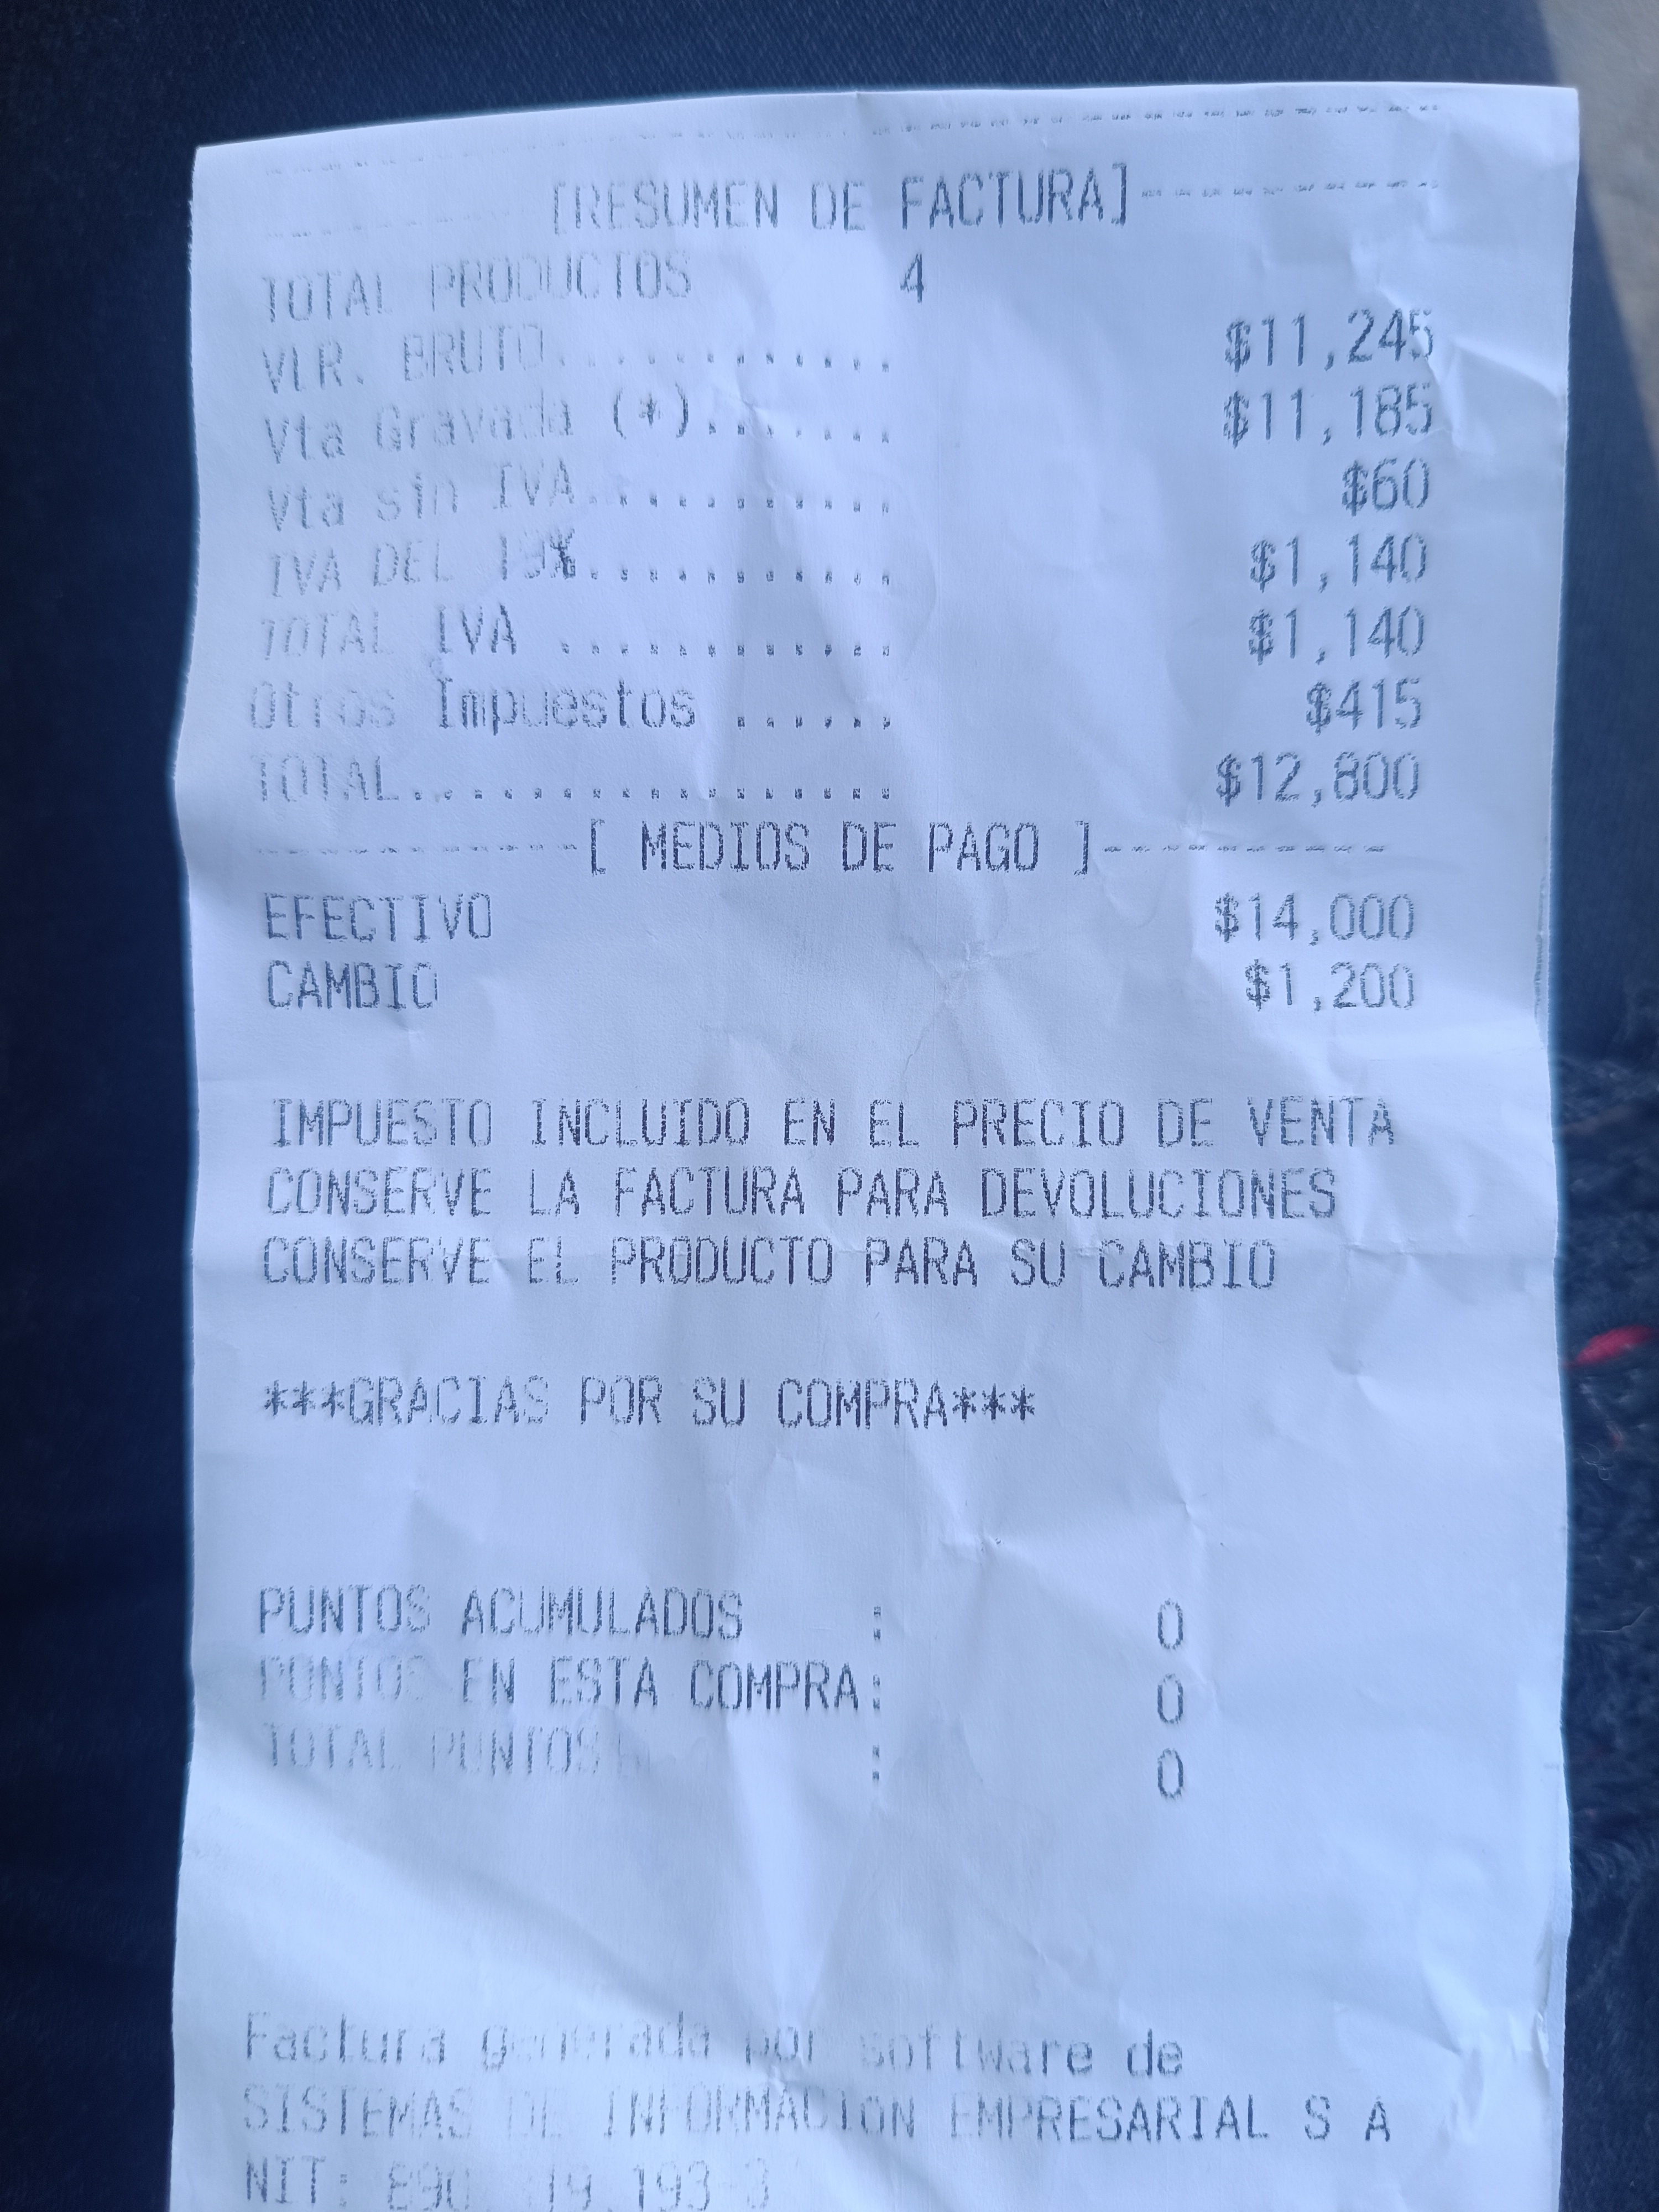 ------------[RESUMEN DE FACTURA]------------
TOTAL PRODUCTOS 4
VLR. BRUTO............ $11,245
Vta Gravada (*)....... $11,185
Vta sin IVA........... $60
IVA DEL 19%........... $1,140
TOTAL IVA ............ $1,140
Otros Impuestos ...... $415
TOTAL................. $12,800
-----------[ MEDIOS DE PAGO ]----------
EFECTIVO $14,000
CAMBIO $1,200
IMPUESTO INCLUIDO EN EL PRECIO DE VENTA
CONSERVE LA FACTURA PARA DEVOLUCIONES
CONSERVE EL PRODUCTO PARA SU CAMBIO
***GRACIAS POR SU COMPRA***
PUNTOS ACUMULADOS : 0
PUNTOS EN ESTA COMPRA: 0
TOTAL PUNTOS : 0
Factura generada por software de
SISTEMAS DE INFORMACION EMPRESARIAL S A
NIT: